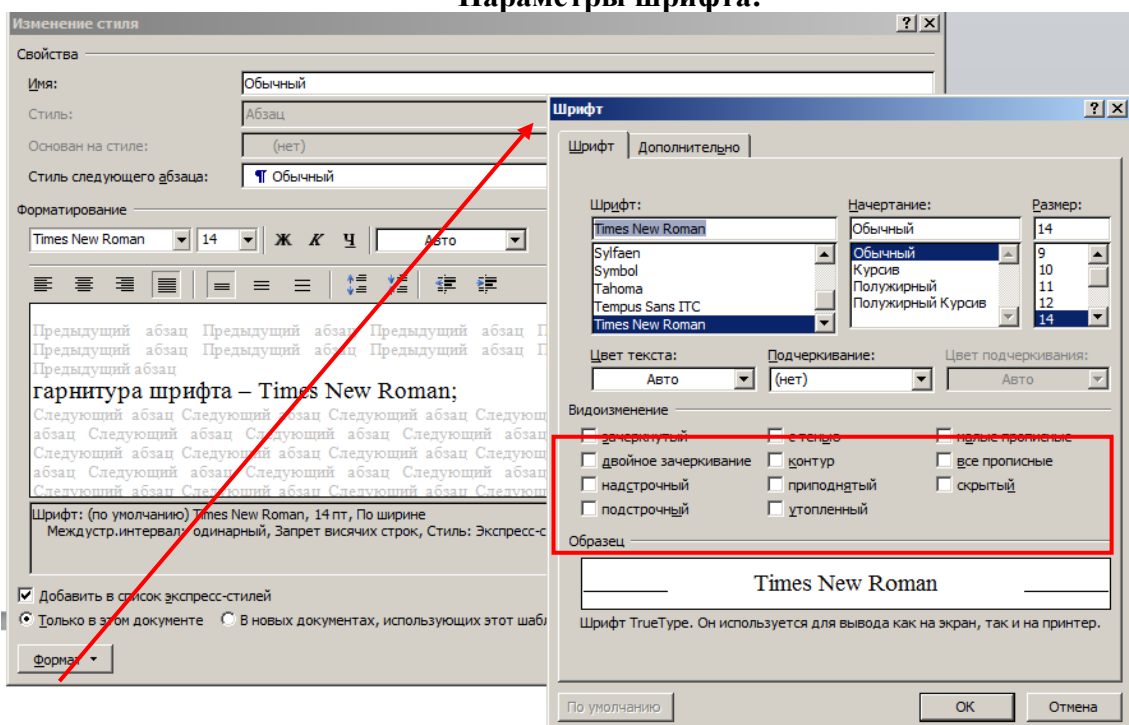 Параметры шрифта:
Изменение стиля
Свойства
Имя: Обычный
Стиль: Абзац
Основан на стиле: (нет)
Стиль следующего абзаца: ¶ Обычный
Форматирование
Times New Roman 14 Ж К Ч Авто
Предыдущий абзац Предыдущий абзац Предыдущий абзац
Предыдущий абзац Предыдущий абзац Предыдущий абзац
Предыдущий абзац
гарнитура шрифта – Times New Roman;
Следующий абзац Следующий абзац Следующий абзац Следующ
абзац Следующий абзац Следующий абзац Следующий абзац
Следующий абзац Следующий абзац Следующий абзац Следующ
абзац Следующий абзац Следующий абзац Следующий абзац
Следующий абзац Следующий абзац Следующий абзац Следующ
Шрифт: (по умолчанию) Times New Roman, 14 пт, По ширине
Междустр.интервал: одинарный, Запрет висячих строк, Стиль: Экспресс-с
Добавить в список экспресс-стилей
Только в этом документе В новых документах, использующих этот шаб
Формат
Шрифт
Шрифт Дополнительно
Шрифт: Начертание: Размер:
Times New Roman Обычный 14
Sylfaen Обычный 9
Symbol Курсив 10
Tahoma Полужирный 11
Tempus Sans ITC Полужирный Курсив 12
Times New Roman 14
Цвет текста: Подчеркивание: Цвет подчеркивания:
Авто (нет) Авто
Видоизменение
зачеркнутый с тенью малые прописные
двойное зачеркивание контур все прописные
надстрочный приподнятый скрытый
подстрочный утопленный
Образец
Times New Roman
Шрифт TrueType. Он используется для вывода как на экран, так и на принтер.
По умолчанию ОК Отмена